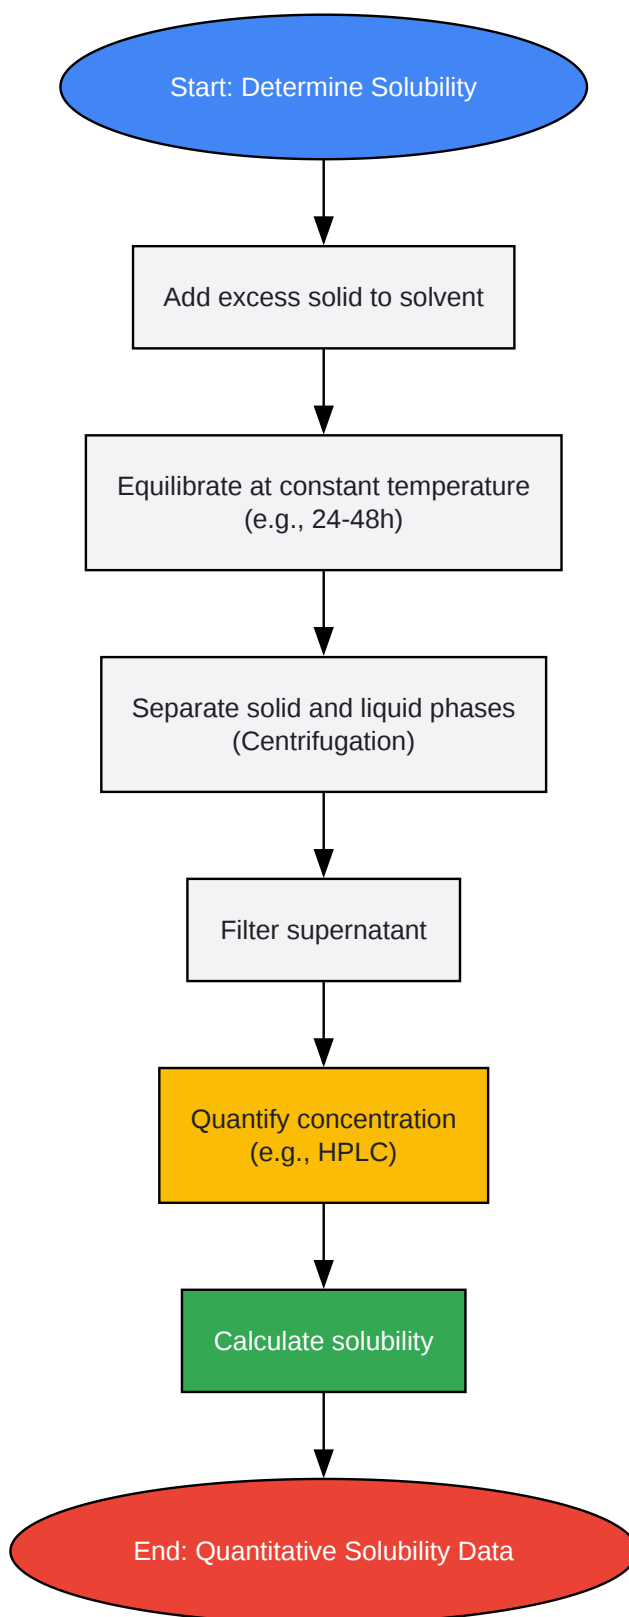 Start: Determine Solubility
Add excess solid to solvent
Equilibrate at constant temperature
(e.g., 24-48h)
Separate solid and liquid phases
(Centrifugation)
Filter supernatant
Quantify concentration
(e.g., HPLC)
Calculate solubility
End: Quantitative Solubility Data